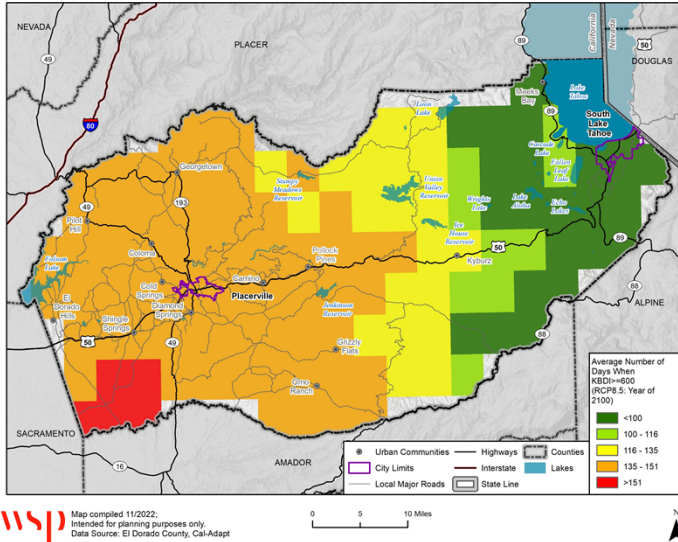 NEVADA
49
PLACER
89
California
Nevada
50
DOUGLAS
Meeks
Bay
Lake
Tahoe
80
Loon
Lake
89
South
Lake
Tahoe
Cascade
Lake
Fallen
Leaf
Lake
Georgetown
Stumpy
Meadows
Reservoir
Union
Valley
Reservoir
Wrights
Lake
Lake
Aloha
Echo
Lakes
193
49
Pilot
Hill
Ice
House
Reservoir
89
Coloma
Pollock
Pines
50
Kyburz
Folsom
Lake
Camino
Cold
Springs
Placerville
El
Dorado
Hills
Diamond
Springs
Jenkinson
Reservoir
88
ALPINE
Shingle
Springs
50
49
Grizzly
Flats
88
Omo
Ranch
SACRAMENTO
AMADOR
16
Average Number of
Days When
KBDI>=600
(RCP8.5: Year of
2100)
<100
100 - 116
116 - 135
135 - 151
>151
Urban Communities
Highways
Counties
City Limits
Interstate
Lakes
Local Major Roads
State Line
wsp
Map compiled 11/2022;
Intended for planning purposes only.
Data Source: El Dorado County, Cal-Adapt
0 5 10 Miles
N